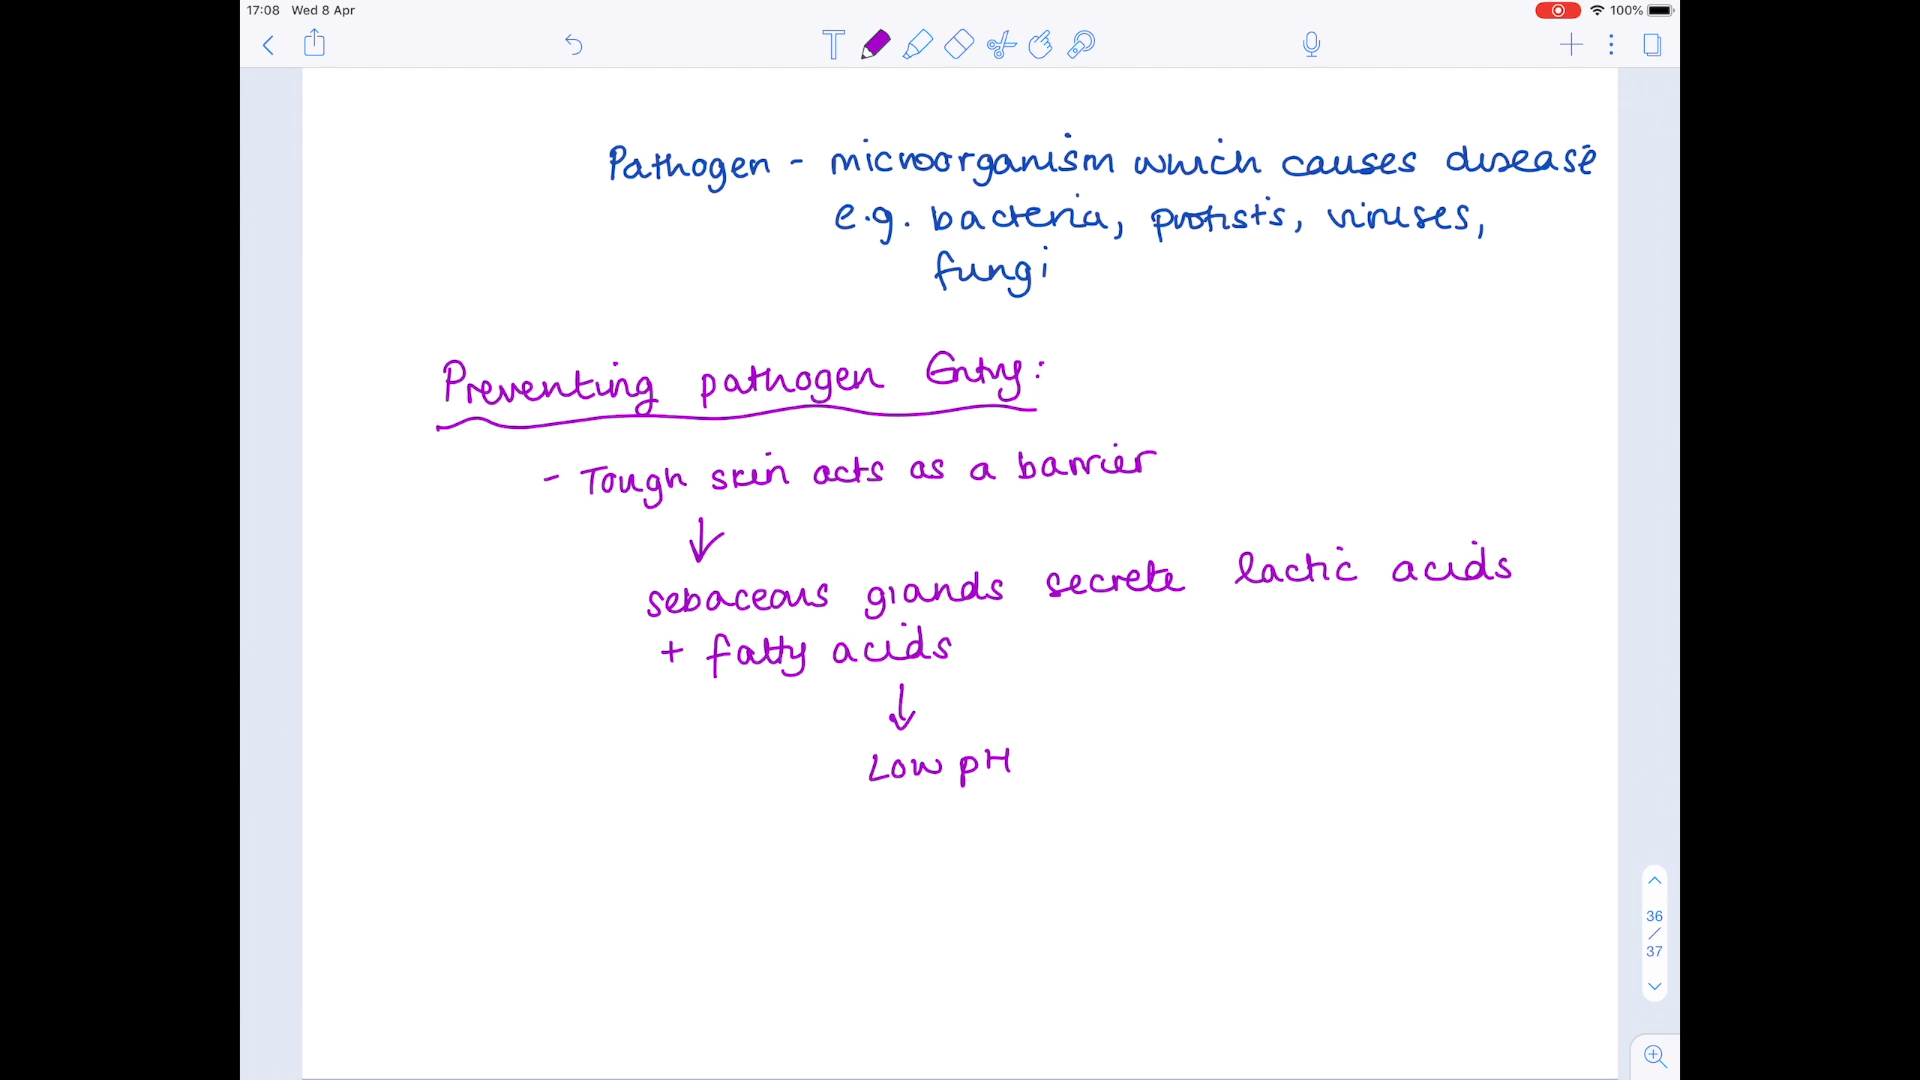 17:08 Wed 8 Apr
100%
T
Pathogen - microorganism which causes disease
e.g. bacteria, protists, viruses,
fungi
Preventing pathogen Entry:
- Tough skin acts as a barrier
↓
sebaceous glands secrete lactic acids
+ fatty acids
↓
Low pH
36
/
37